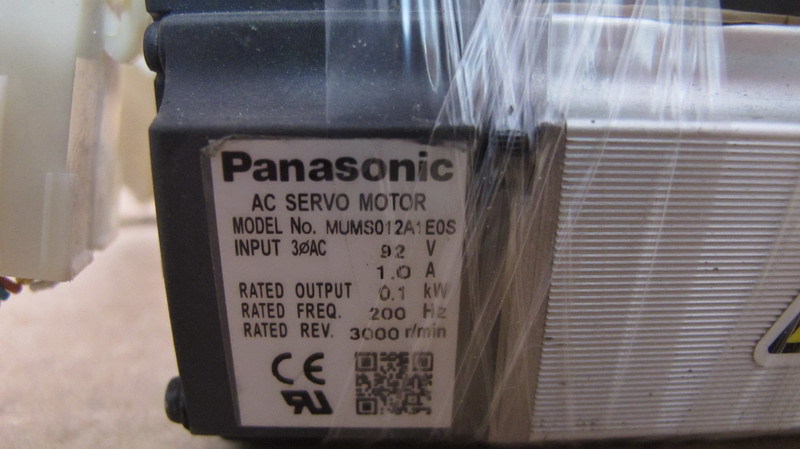 Panasonic
AC SERVO MOTOR
MODEL No. MUMS012A1E0S
INPUT 3øAC 92 V
1.0 A
RATED OUTPUT 0.1 kW
RATED FREQ. 200 Hz
RATED REV. 3000 r/min
CE